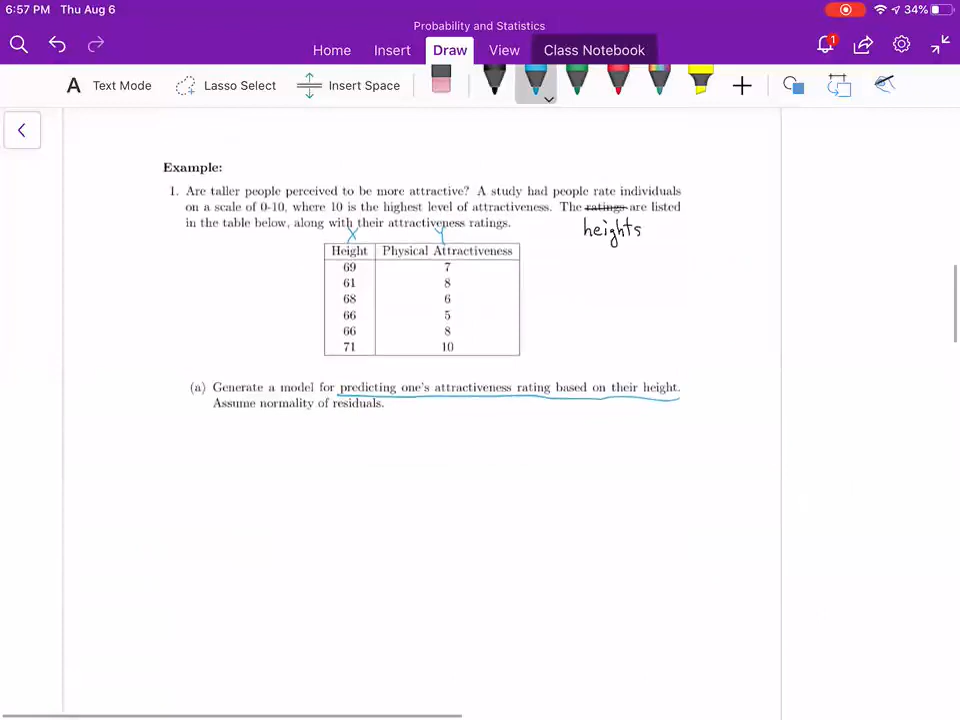 6:57 PM Thu Aug 6
34%
Probability and Statistics
Home Insert Draw View Class Notebook
1
A Text Mode Lasso Select Insert Space
Example:
1. Are taller people perceived to be more attractive? A study had people rate individuals
on a scale of 0-10, where 10 is the highest level of attractiveness. The ratings are listed
in the table below, along with their attractiveness ratings.
heights
X Y
Height Physical Attractiveness
69 7
61 8
68 6
66 5
66 8
71 10
(a) Generate a model for predicting one's attractiveness rating based on their height.
Assume normality of residuals.